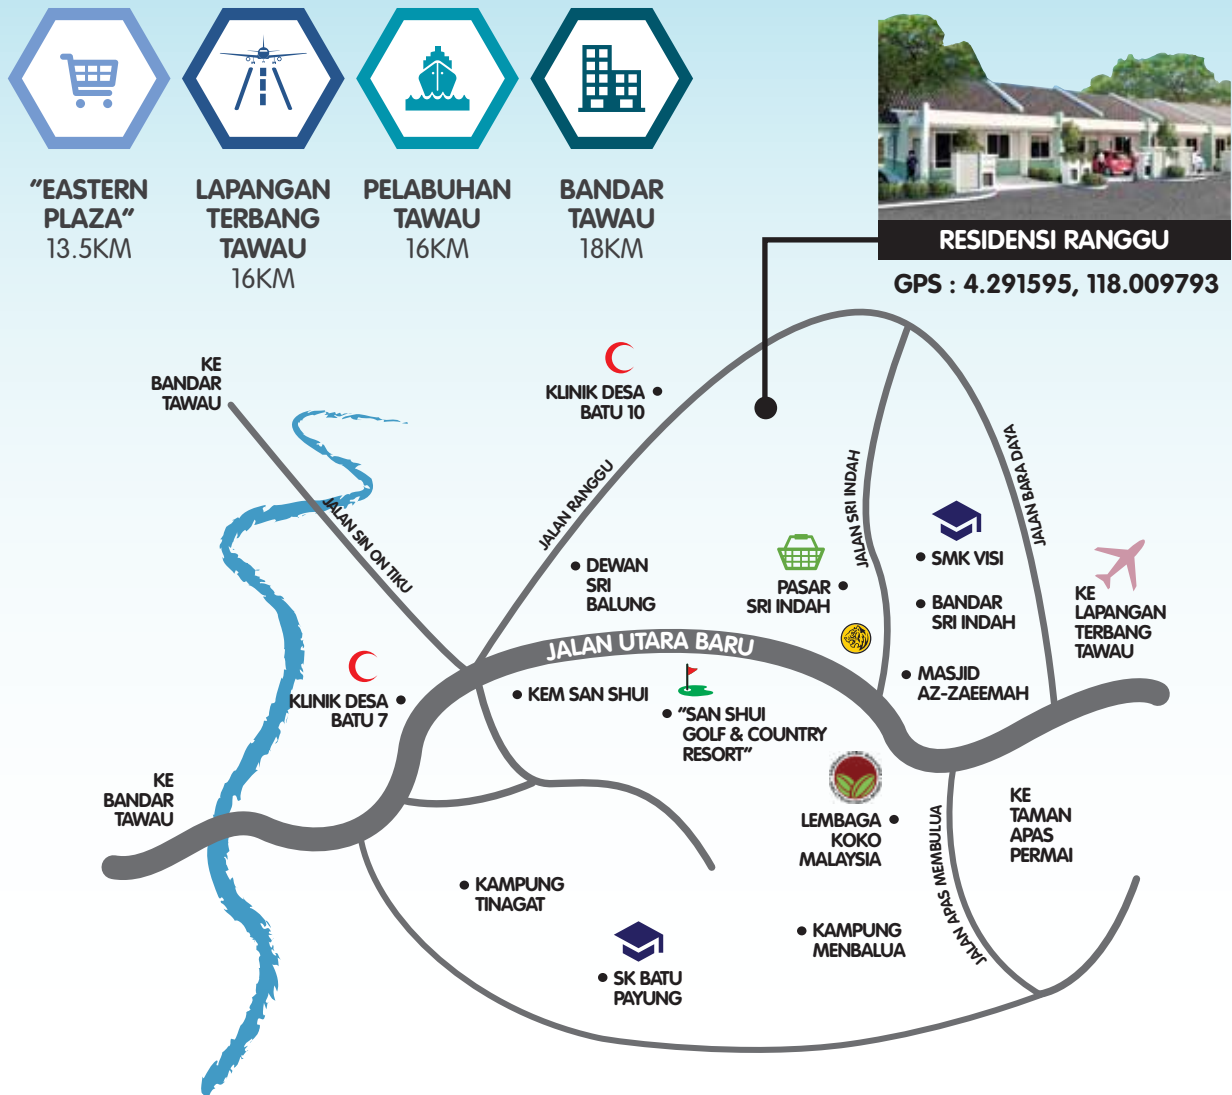 “EASTERN
PLAZA”
13.5KM
LAPANGAN
TERBANG
TAWAU
16KM
PELABUHAN
TAWAU
16KM
BANDAR
TAWAU
18KM
RESIDENSI RANGGU
GPS : 4.291595, 118.009793
KE
BANDAR
TAWAU
KLINIK DESA
BATU 10
JALAN SIN ON TIKU
JALAN RANGGU
JALAN SRI INDAH
JALAN BARA DAYA
DEWAN
SRI
BALUNG
PASAR
SRI INDAH
SMK VISI
BANDAR
SRI INDAH
KE
LAPANGAN
TERBANG
TAWAU
JALAN UTARA BARU
MASJID
AZ-ZAEEMAH
KLINIK DESA
BATU 7
KEM SAN SHUI
“SAN SHUI
GOLF & COUNTRY
RESORT”
KE
BANDAR
TAWAU
LEMBAGA
KOKO
MALAYSIA
JALAN APAS MEMBULUA
KE
TAMAN
APAS
PERMAI
KAMPUNG
TINAGAT
KAMPUNG
MENBALUA
SK BATU
PAYUNG